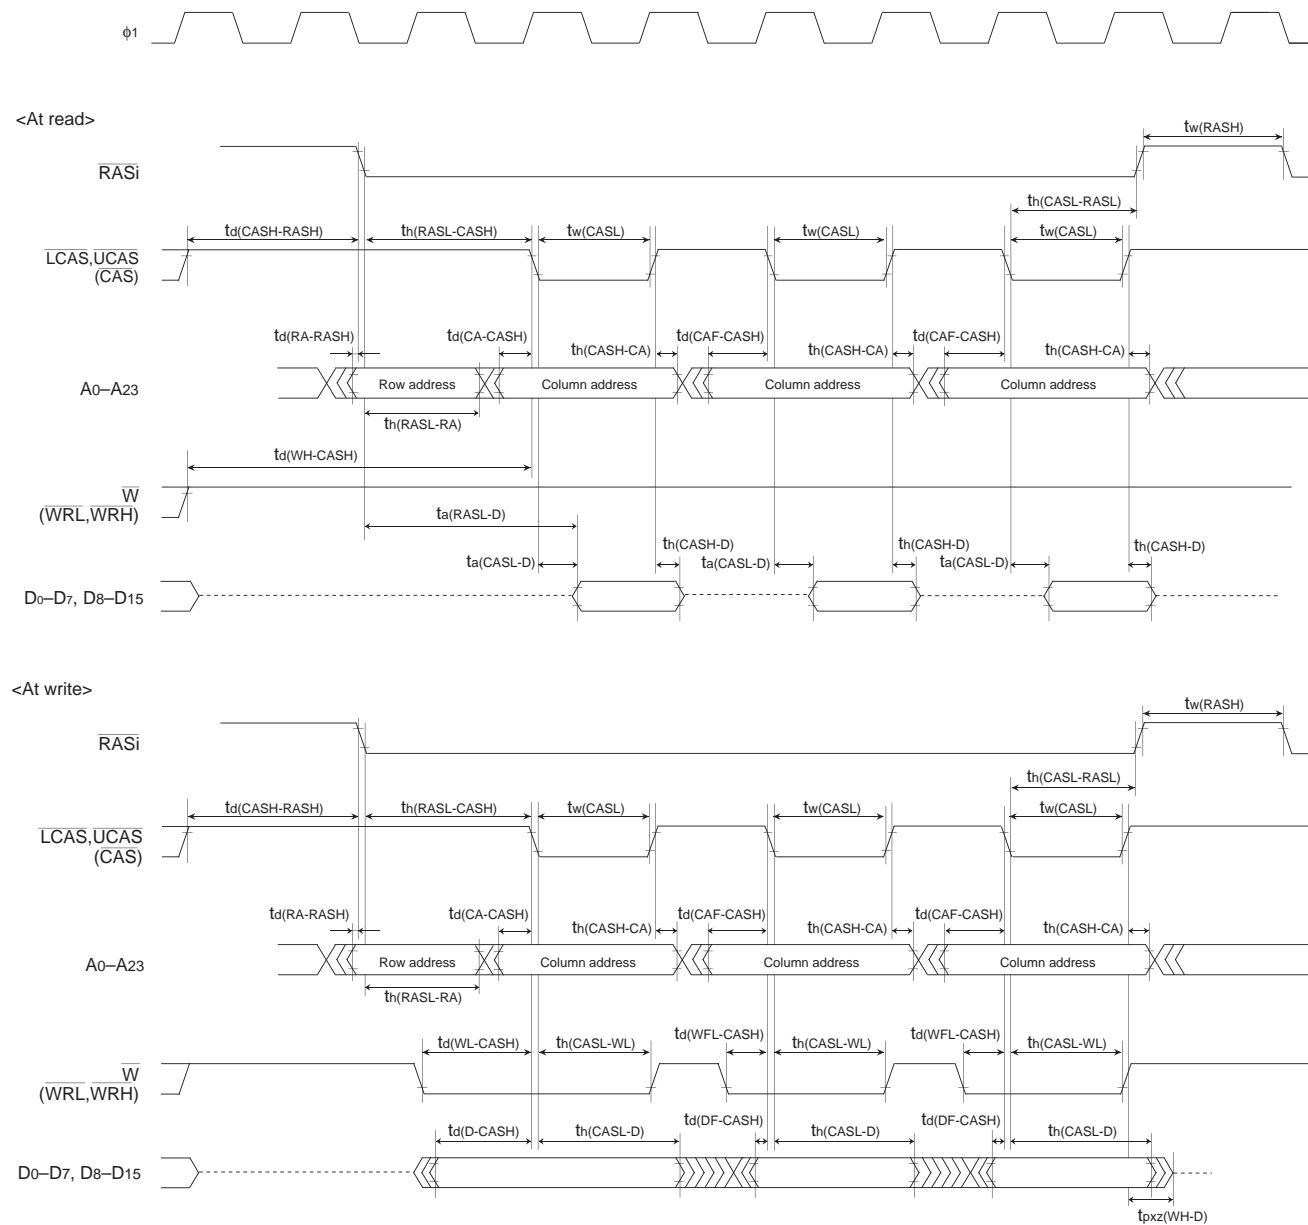 ϕ1
<At read>
tw(RASH)
RASi
th(CASL-RASL)
td(CASH-RASH) th(RASL-CASH) tw(CASL) tw(CASL) tw(CASL)
LCAS,UCAS
(CAS)
td(RA-RASH) td(CA-CASH) th(CASH-CA) td(CAF-CASH) th(CASH-CA) td(CAF-CASH) th(CASH-CA)
A0–A23 Row address Column address Column address Column address
th(RASL-RA)
td(WH-CASH)
W
(WRL,WRH)
ta(RASL-D)
ta(CASL-D) th(CASH-D) ta(CASL-D) th(CASH-D) ta(CASL-D) th(CASH-D)
D0–D7, D8–D15
<At write>
tw(RASH)
RASi
th(CASL-RASL)
td(CASH-RASH) th(RASL-CASH) tw(CASL) tw(CASL) tw(CASL)
LCAS,UCAS
(CAS)
td(RA-RASH) td(CA-CASH) th(CASH-CA) td(CAF-CASH) th(CASH-CA) td(CAF-CASH) th(CASH-CA)
A0–A23 Row address Column address Column address Column address
th(RASL-RA)
td(WL-CASH) th(CASL-WL) td(WFL-CASH) th(CASL-WL) td(WFL-CASH) th(CASL-WL)
W
(WRL,WRH)
td(D-CASH) th(CASL-D) td(DF-CASH) th(CASL-D) td(DF-CASH) th(CASL-D)
D0–D7, D8–D15
tpxz(WH-D)